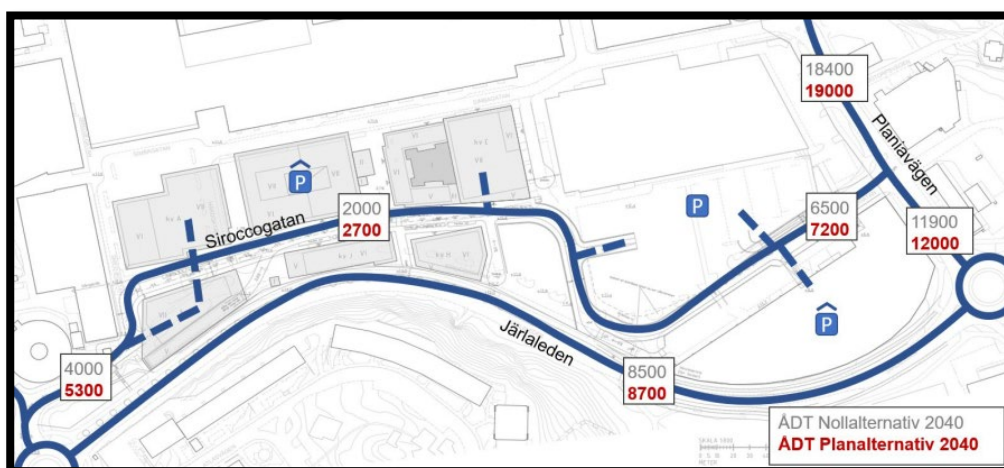 18400
19000
Planiavägen
P
2000
2700
Siroccogatan
P
6500
7200
11900
12000
P
Järlaleden
4000
5300
8500
8700
ÅDT Nollalternativ 2040
ÅDT Planalternativ 2040